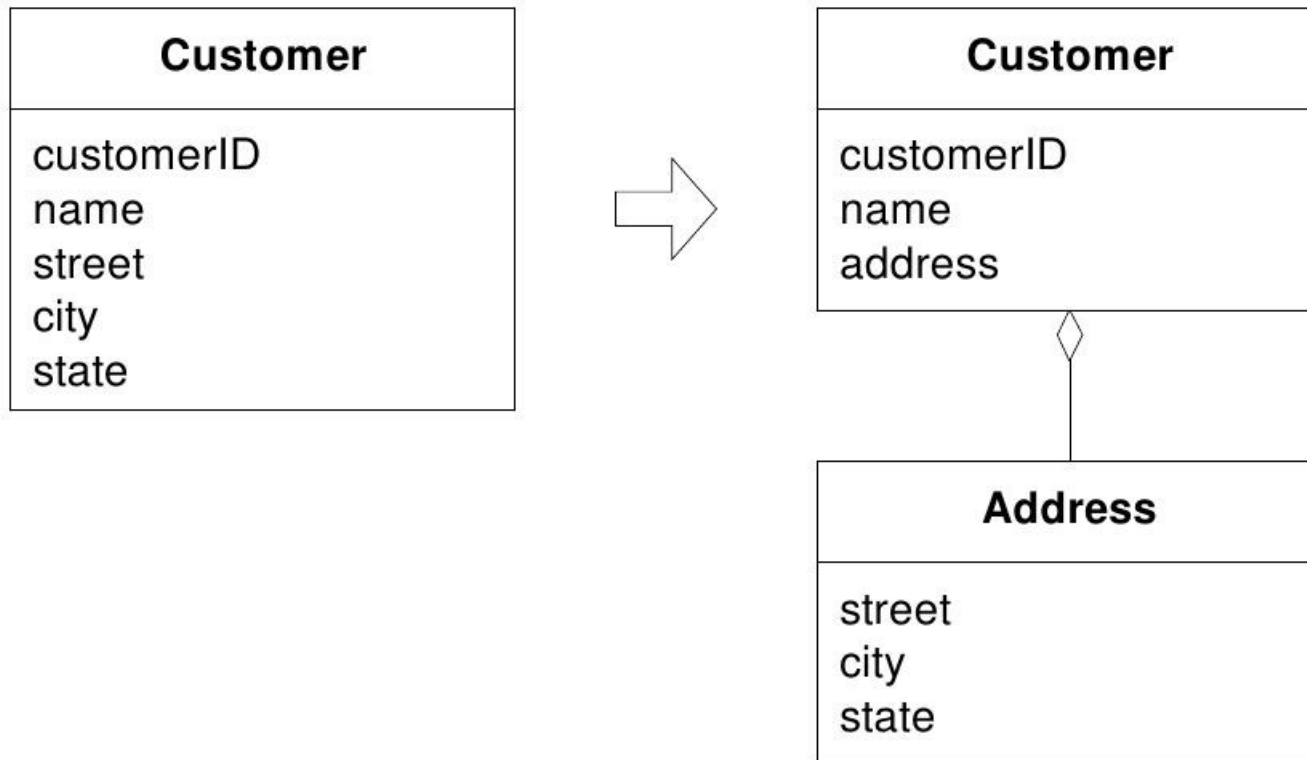 Customer
customerID
name
street
city
state
Customer
customerID
name
address
Address
street
city
state